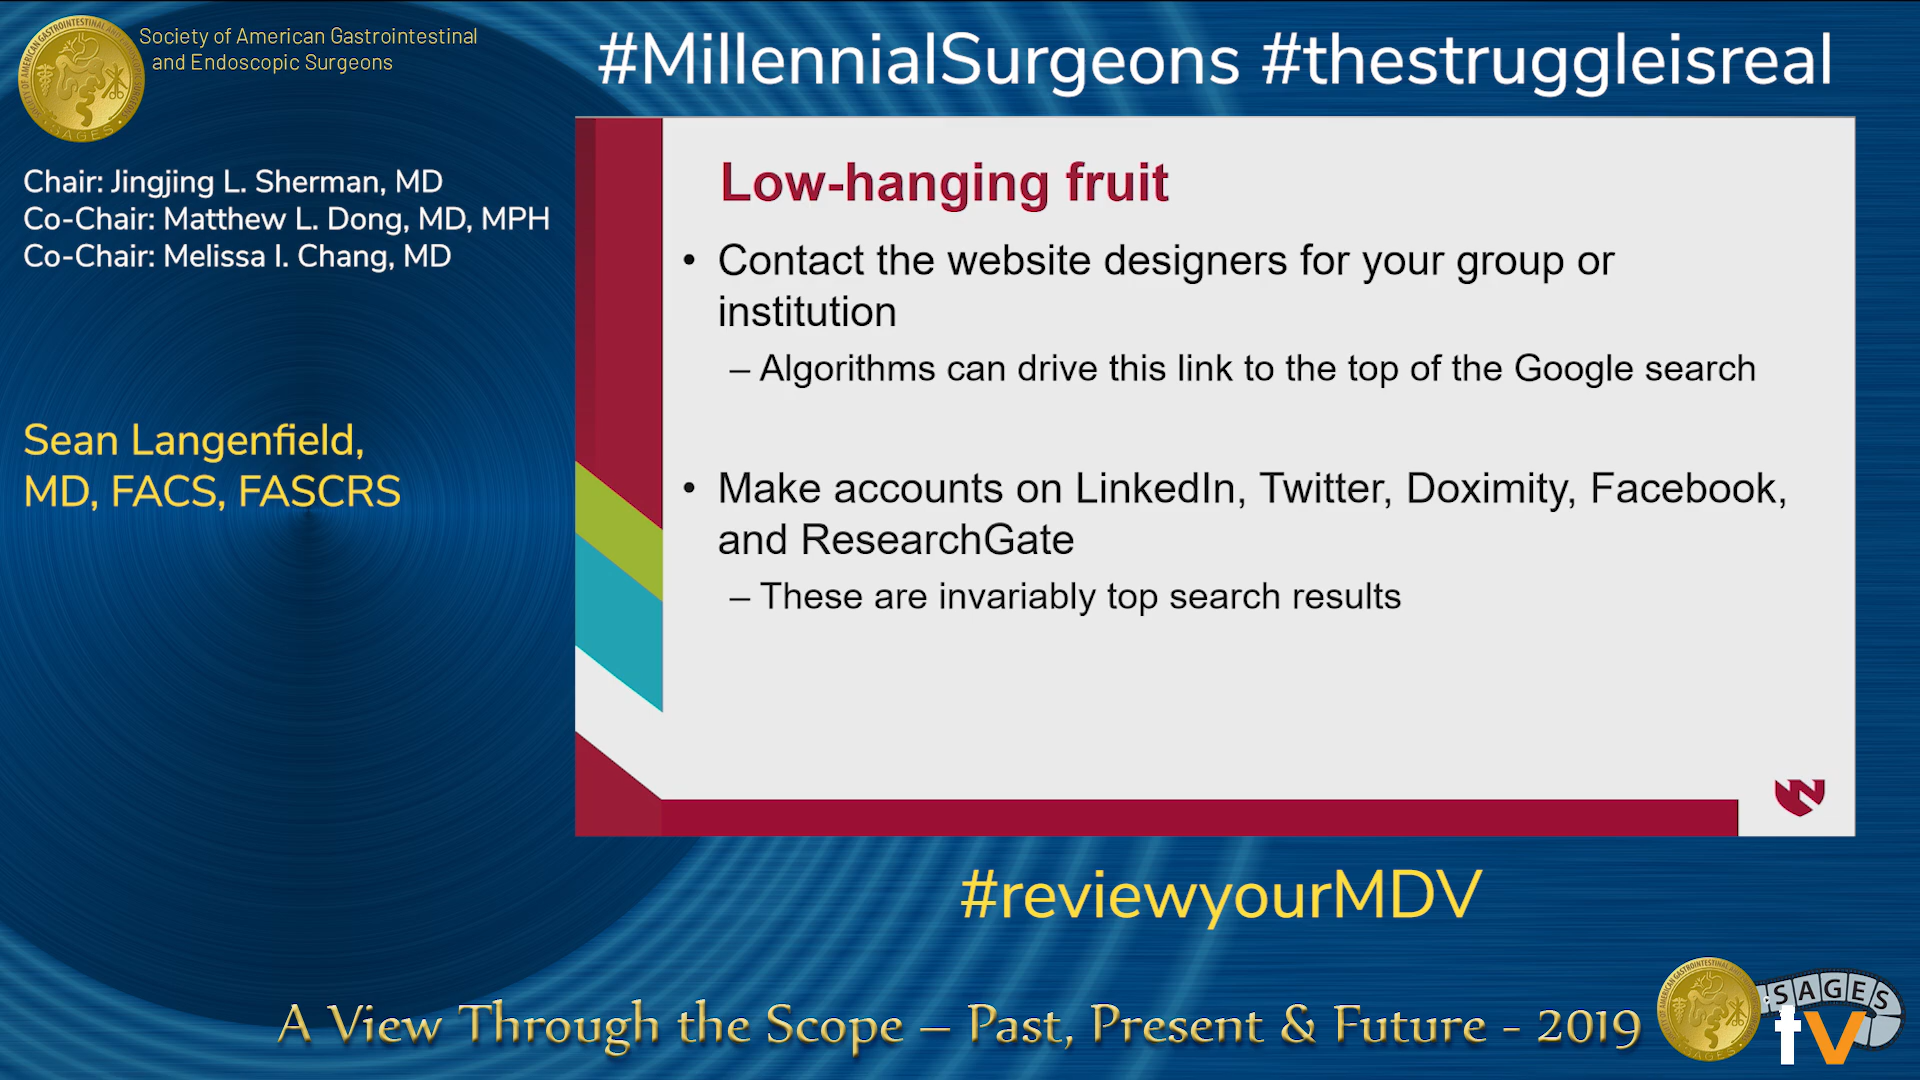 Society of American Gastrointestinal
and Endoscopic Surgeons
#MillennialSurgeons #thestruggleisreal
Chair: Jingjing L. Sherman, MD
Co-Chair: Matthew L. Dong, MD, MPH
Co-Chair: Melissa I. Chang, MD
Sean Langenfield,
MD, FACS, FASCRS
Low-hanging fruit
• Contact the website designers for your group or
institution
– Algorithms can drive this link to the top of the Google search
• Make accounts on LinkedIn, Twitter, Doximity, Facebook,
and ResearchGate
– These are invariably top search results
#reviewyourMDV
A View Through the Scope – Past, Present & Future - 2019
SAGES
tv